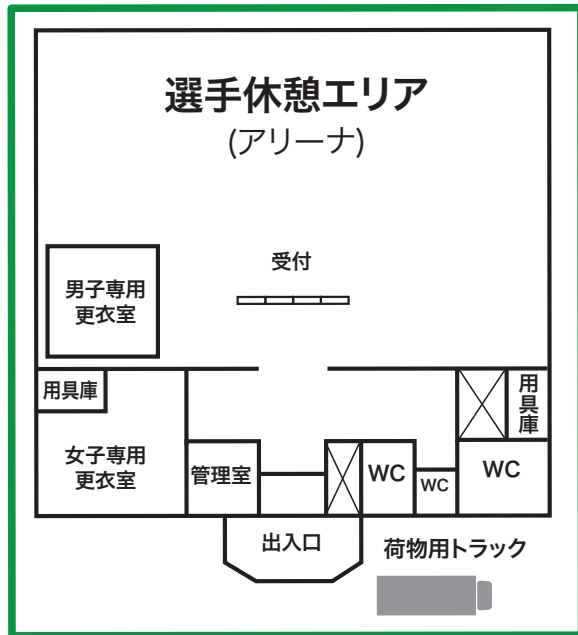 選手休憩エリア
(アリーナ)
受付
男子専用
更衣室
用具庫
用具庫
女子専用
更衣室
管理室
WC
WC
WC
出入口
荷物用トラック